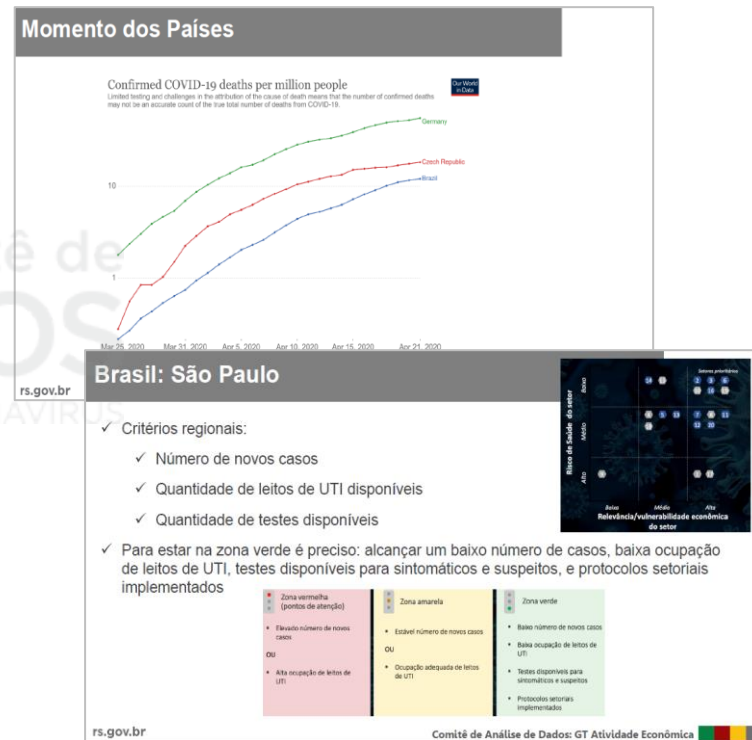 Momento dos Países
Confirmed COVID-19 deaths per million people
Limited testing and challenges in the attribution of the cause of death means that the number of confirmed deaths
may not be an accurate count of the true total number of deaths from COVID-19.
Our World
in Data
Germany
Czech Republic
Brazil
10
1
Mar 25, 2020 Mar 31, 2020 Apr 5, 2020 Apr 10, 2020 Apr 15, 2020 Apr 21, 2020
rs.gov.br
ê de
OS
AVÍRUS
Brasil: São Paulo
Setores prioritários
Risco de Saúde do setor
Baixo
Médio
Alto
Baixa Médio Alta
Relevância/vulnerabilidade econômica
do setor
✓ Critérios regionais:
✓ Número de novos casos
✓ Quantidade de leitos de UTI disponíveis
✓ Quantidade de testes disponíveis
✓ Para estar na zona verde é preciso: alcançar um baixo número de casos, baixa ocupação
de leitos de UTI, testes disponíveis para sintomáticos e suspeitos, e protocolos setoriais
implementados
Zona vermelha
(pontos de atenção)
• Elevado número de novos
casos
OU
• Alta ocupação de leitos de
UTI
Zona amarela
• Estável número de novos casos
OU
• Ocupação adequada de leitos
de UTI
Zona verde
• Baixo número de novos casos
• Baixa ocupação de leitos de
UTI
• Testes disponíveis para
sintomáticos e suspeitos
• Protocolos setoriais
implementados
rs.gov.br
Comitê de Análise de Dados: GT Atividade Econômica